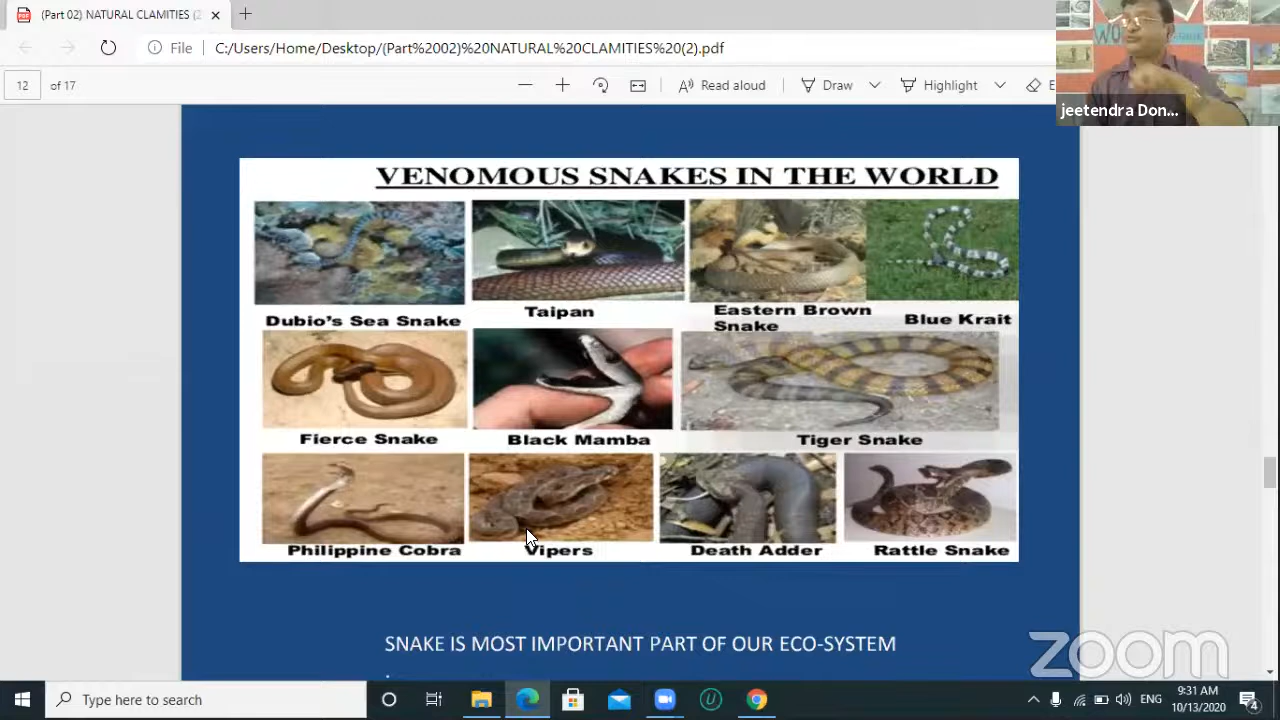 (Part 02) NATURAL CLAMITIES (2
File
C:/Users/Home/Desktop/(Part%2002)%20NATURAL%20CLAMITIES%20(2).pdf
12 of 17
Read aloud
Draw
Highlight
E
jeetendra Don...
VENOMOUS SNAKES IN THE WORLD
Dubio's Sea Snake
Taipan
Eastern Brown
Snake
Blue Krait
Fierce Snake
Black Mamba
Tiger Snake
Philippine Cobra
Vipers
Death Adder
Rattle Snake
SNAKE IS MOST IMPORTANT PART OF OUR ECO-SYSTEM
.
zoom
Type here to search
ENG
9:31 AM
10/13/2020
4